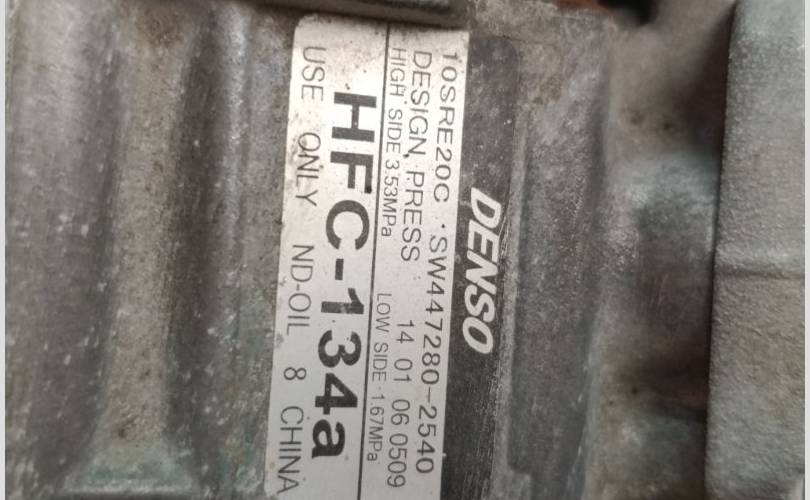 DENSO
10SRE20C SW447280-2540
DESIGN PRESS 14 01 06 0509
HIGH SIDE 3.53MPa LOW SIDE 1.67MPa
HFC-134a
USE ONLY ND-OIL 8 CHINA